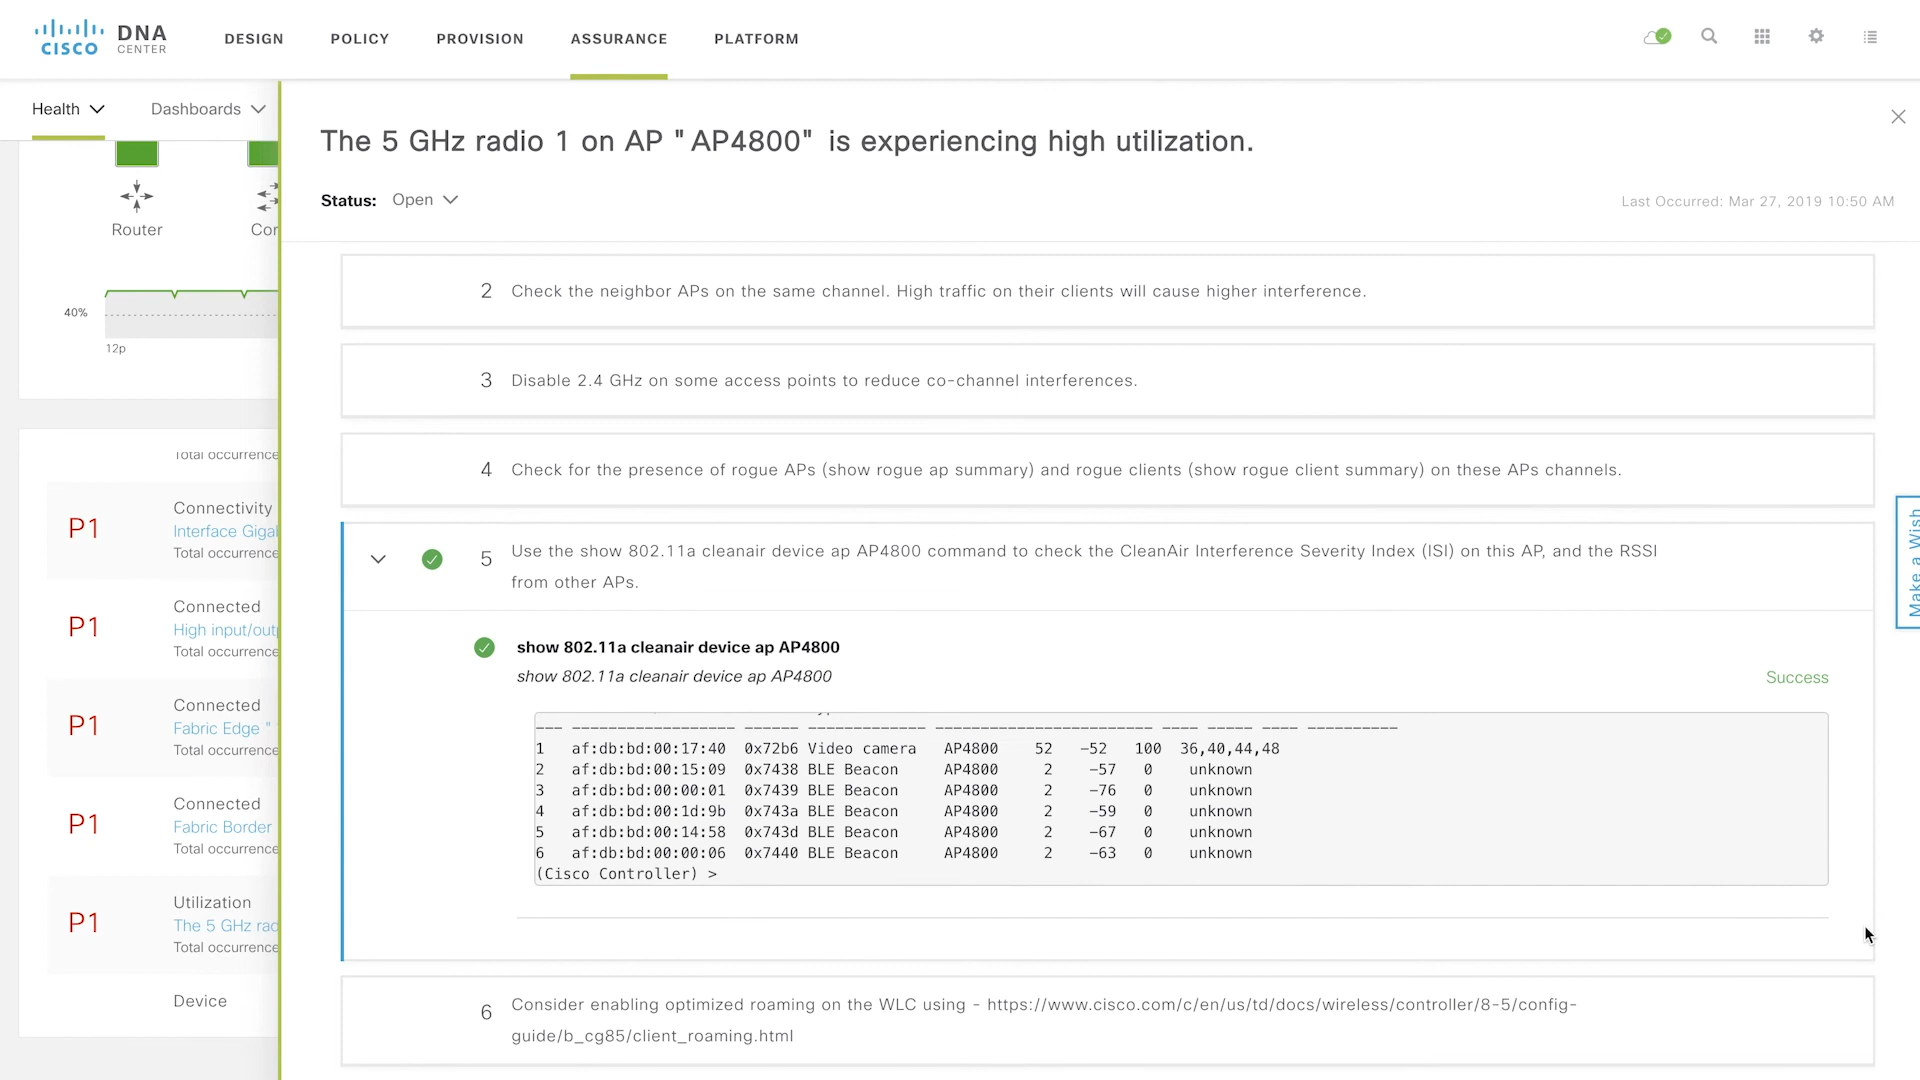 CISCO DNA CENTER DESIGN POLICY PROVISION ASSURANCE PLATFORM
Health Dashboards
The 5 GHz radio 1 on AP "AP4800" is experiencing high utilization.
Status: Open
Last Occurred: Mar 27, 2019 10:50 AM
Router
40%
12p
Total occurrence
P1
Connectivity
Interface
Total occurrence
P1
Connected
High
Total occurrence
P1
Connected
Fabric Edge "
Total occurrence
P1
Connected
Fabric Border
Total occurrence
P1
Utilization
The 5 GHz
Total occurrence
Device
2 Check the neighbor APs on the same channel. High traffic on their clients will cause higher interference.
3 Disable 2.4 GHz on some access points to reduce co-channel interferences.
4 Check for the presence of rogue APs (show rogue ap summary) and rogue clients (show rogue client summary) on these APs channels.
5 Use the show 802.11a cleanair device ap AP4800 command to check the CleanAir Interference Severity Index (ISI) on this AP, and the RSSI
from other APs.
show 802.11a cleanair device ap AP4800
show 802.11a cleanair device ap AP4800
Success
1 af:db:bd:00:17:40 0x72b6 Video camera AP4800 52 -52 100 36,40,44,48
2 af:db:bd:00:15:09 0x7438 BLE Beacon AP4800 2 -57 0 unknown
3 af:db:bd:00:00:01 0x7439 BLE Beacon AP4800 2 -76 0 unknown
4 af:db:bd:00:1d:9b 0x743a BLE Beacon AP4800 2 -59 0 unknown
5 af:db:bd:00:14:58 0x743d BLE Beacon AP4800 2 -67 0 unknown
6 af:db:bd:00:00:06 0x7440 BLE Beacon AP4800 2 -63 0 unknown
(Cisco Controller) >
6 Consider enabling optimized roaming on the WLC using - https://www.cisco.com/c/en/us/td/docs/wireless/controller/8-5/config-
guide/b_cg85/client_roaming.html
Make a Wish